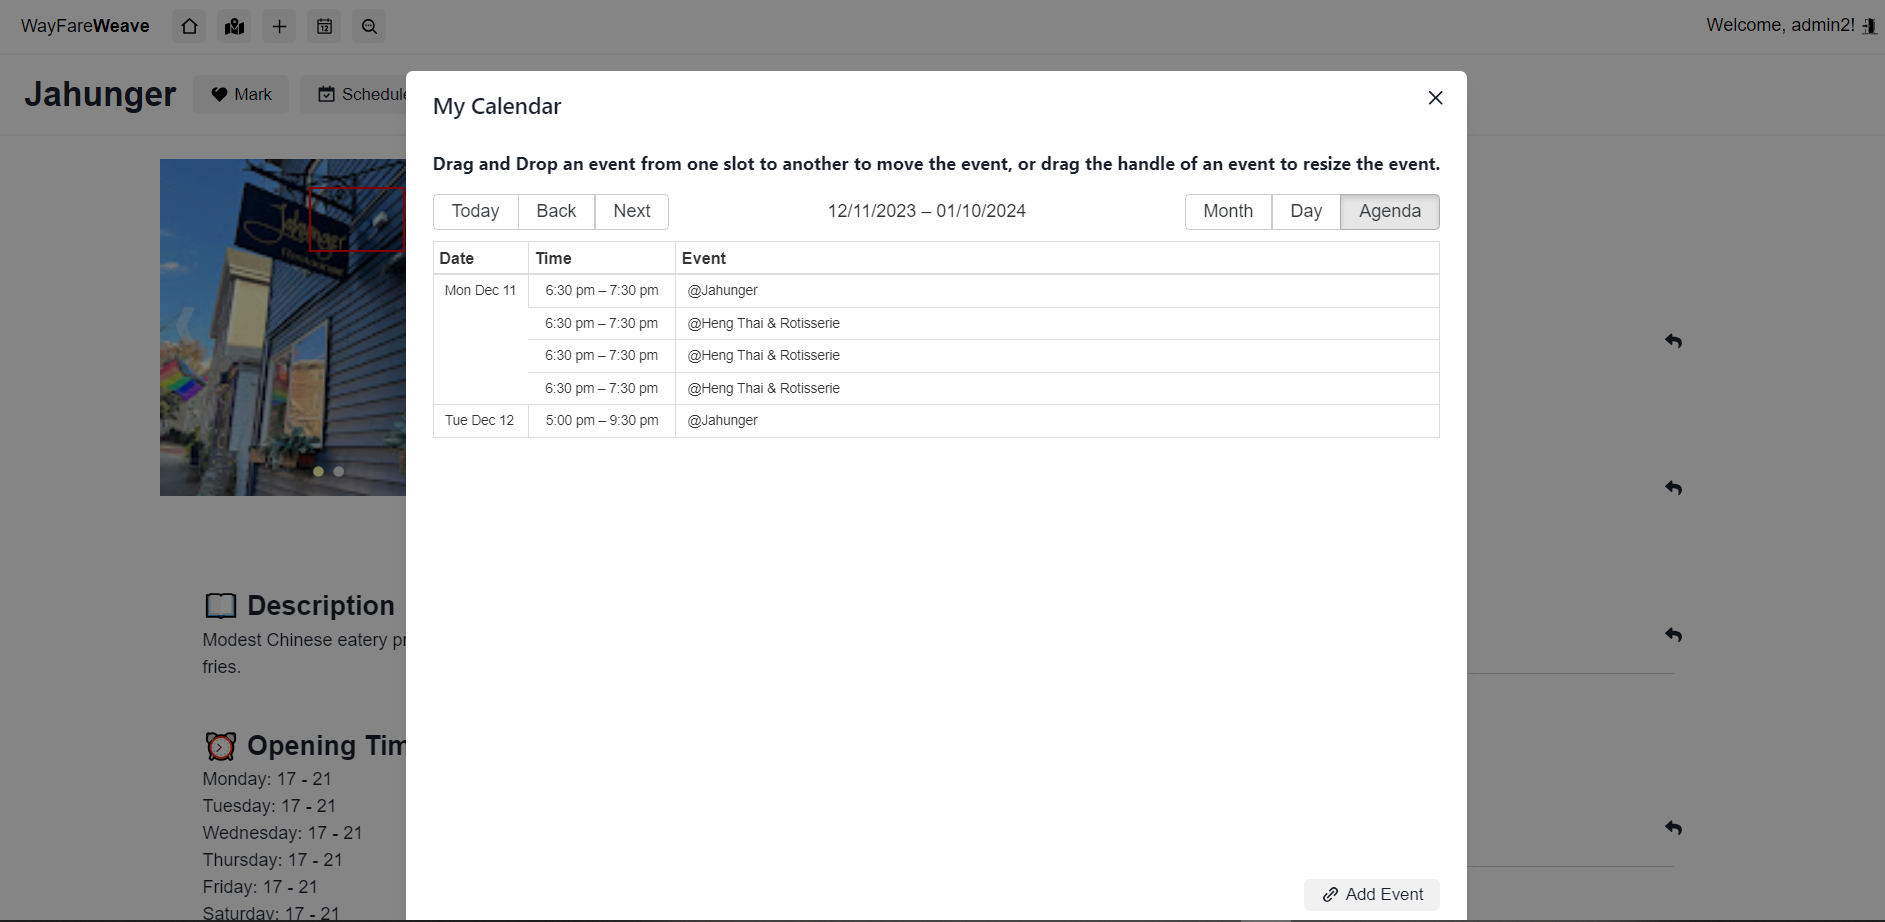 WayFareWeave
Welcome, admin2!
Jahunger
Mark
Schedule
My Calendar
Drag and Drop an event from one slot to another to move the event, or drag the handle of an event to resize the event.
Today Back Next
12/11/2023 – 01/10/2024
Month Day Agenda
Date Time Event
Mon Dec 11 6:30 pm – 7:30 pm @Jahunger
6:30 pm – 7:30 pm @Heng Thai & Rotisserie
6:30 pm – 7:30 pm @Heng Thai & Rotisserie
6:30 pm – 7:30 pm @Heng Thai & Rotisserie
Tue Dec 12 5:00 pm – 9:30 pm @Jahunger
Add Event
Jahunger
Description
Modest Chinese eatery pr
fries.
Opening Tim
Monday: 17 - 21
Tuesday: 17 - 21
Wednesday: 17 - 21
Thursday: 17 - 21
Friday: 17 - 21
Saturday: 17 - 21